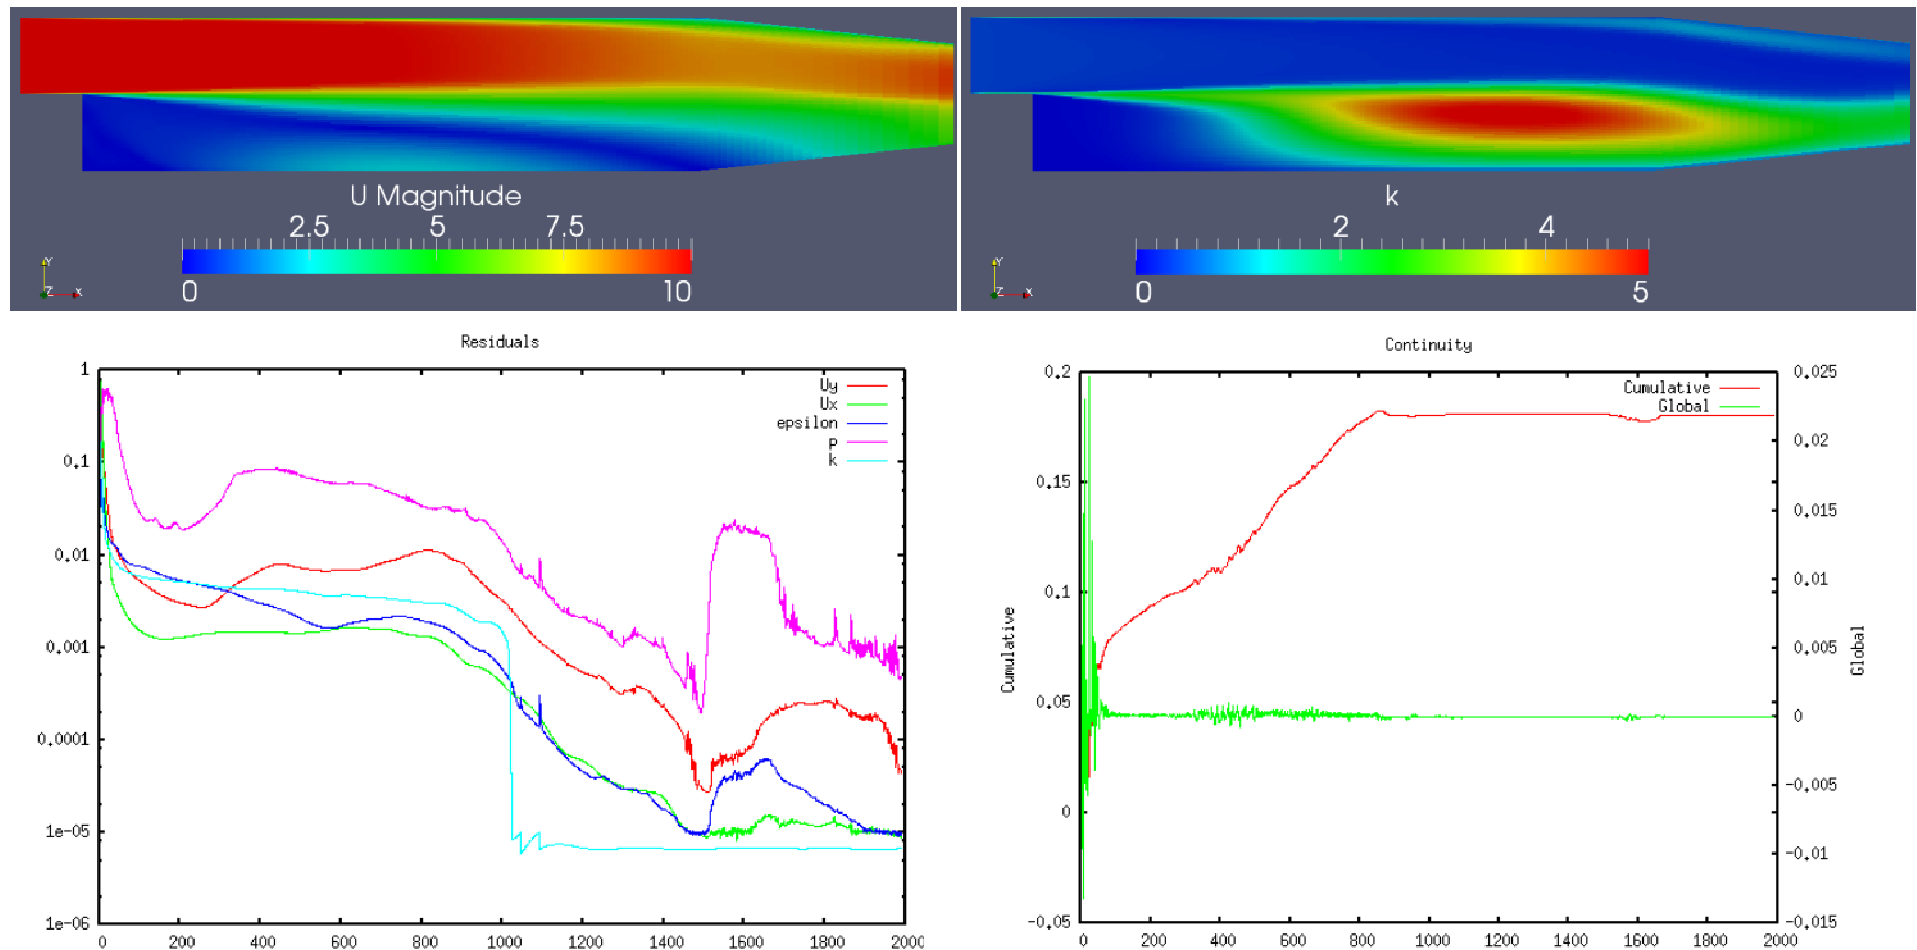 U Magnitude
2.5 5 7.5
0 10
Y
Z X
k
2 4
0 5
Y
Z X
Residuals
Uy
Ux
epsilon
p
k
1
0.1
0.01
0.001
0.0001
1e-05
1e-06
0 200 400 600 800 1000 1200 1400 1600 1800 2000
Continuity
Cumulative
Global
0.2
0.15
0.1
0.05
0
-0.05
Cumulative
0.025
0.02
0.015
0.01
0.005
0
-0.005
-0.01
-0.015
Global
0 200 400 600 800 1000 1200 1400 1600 1800 2000